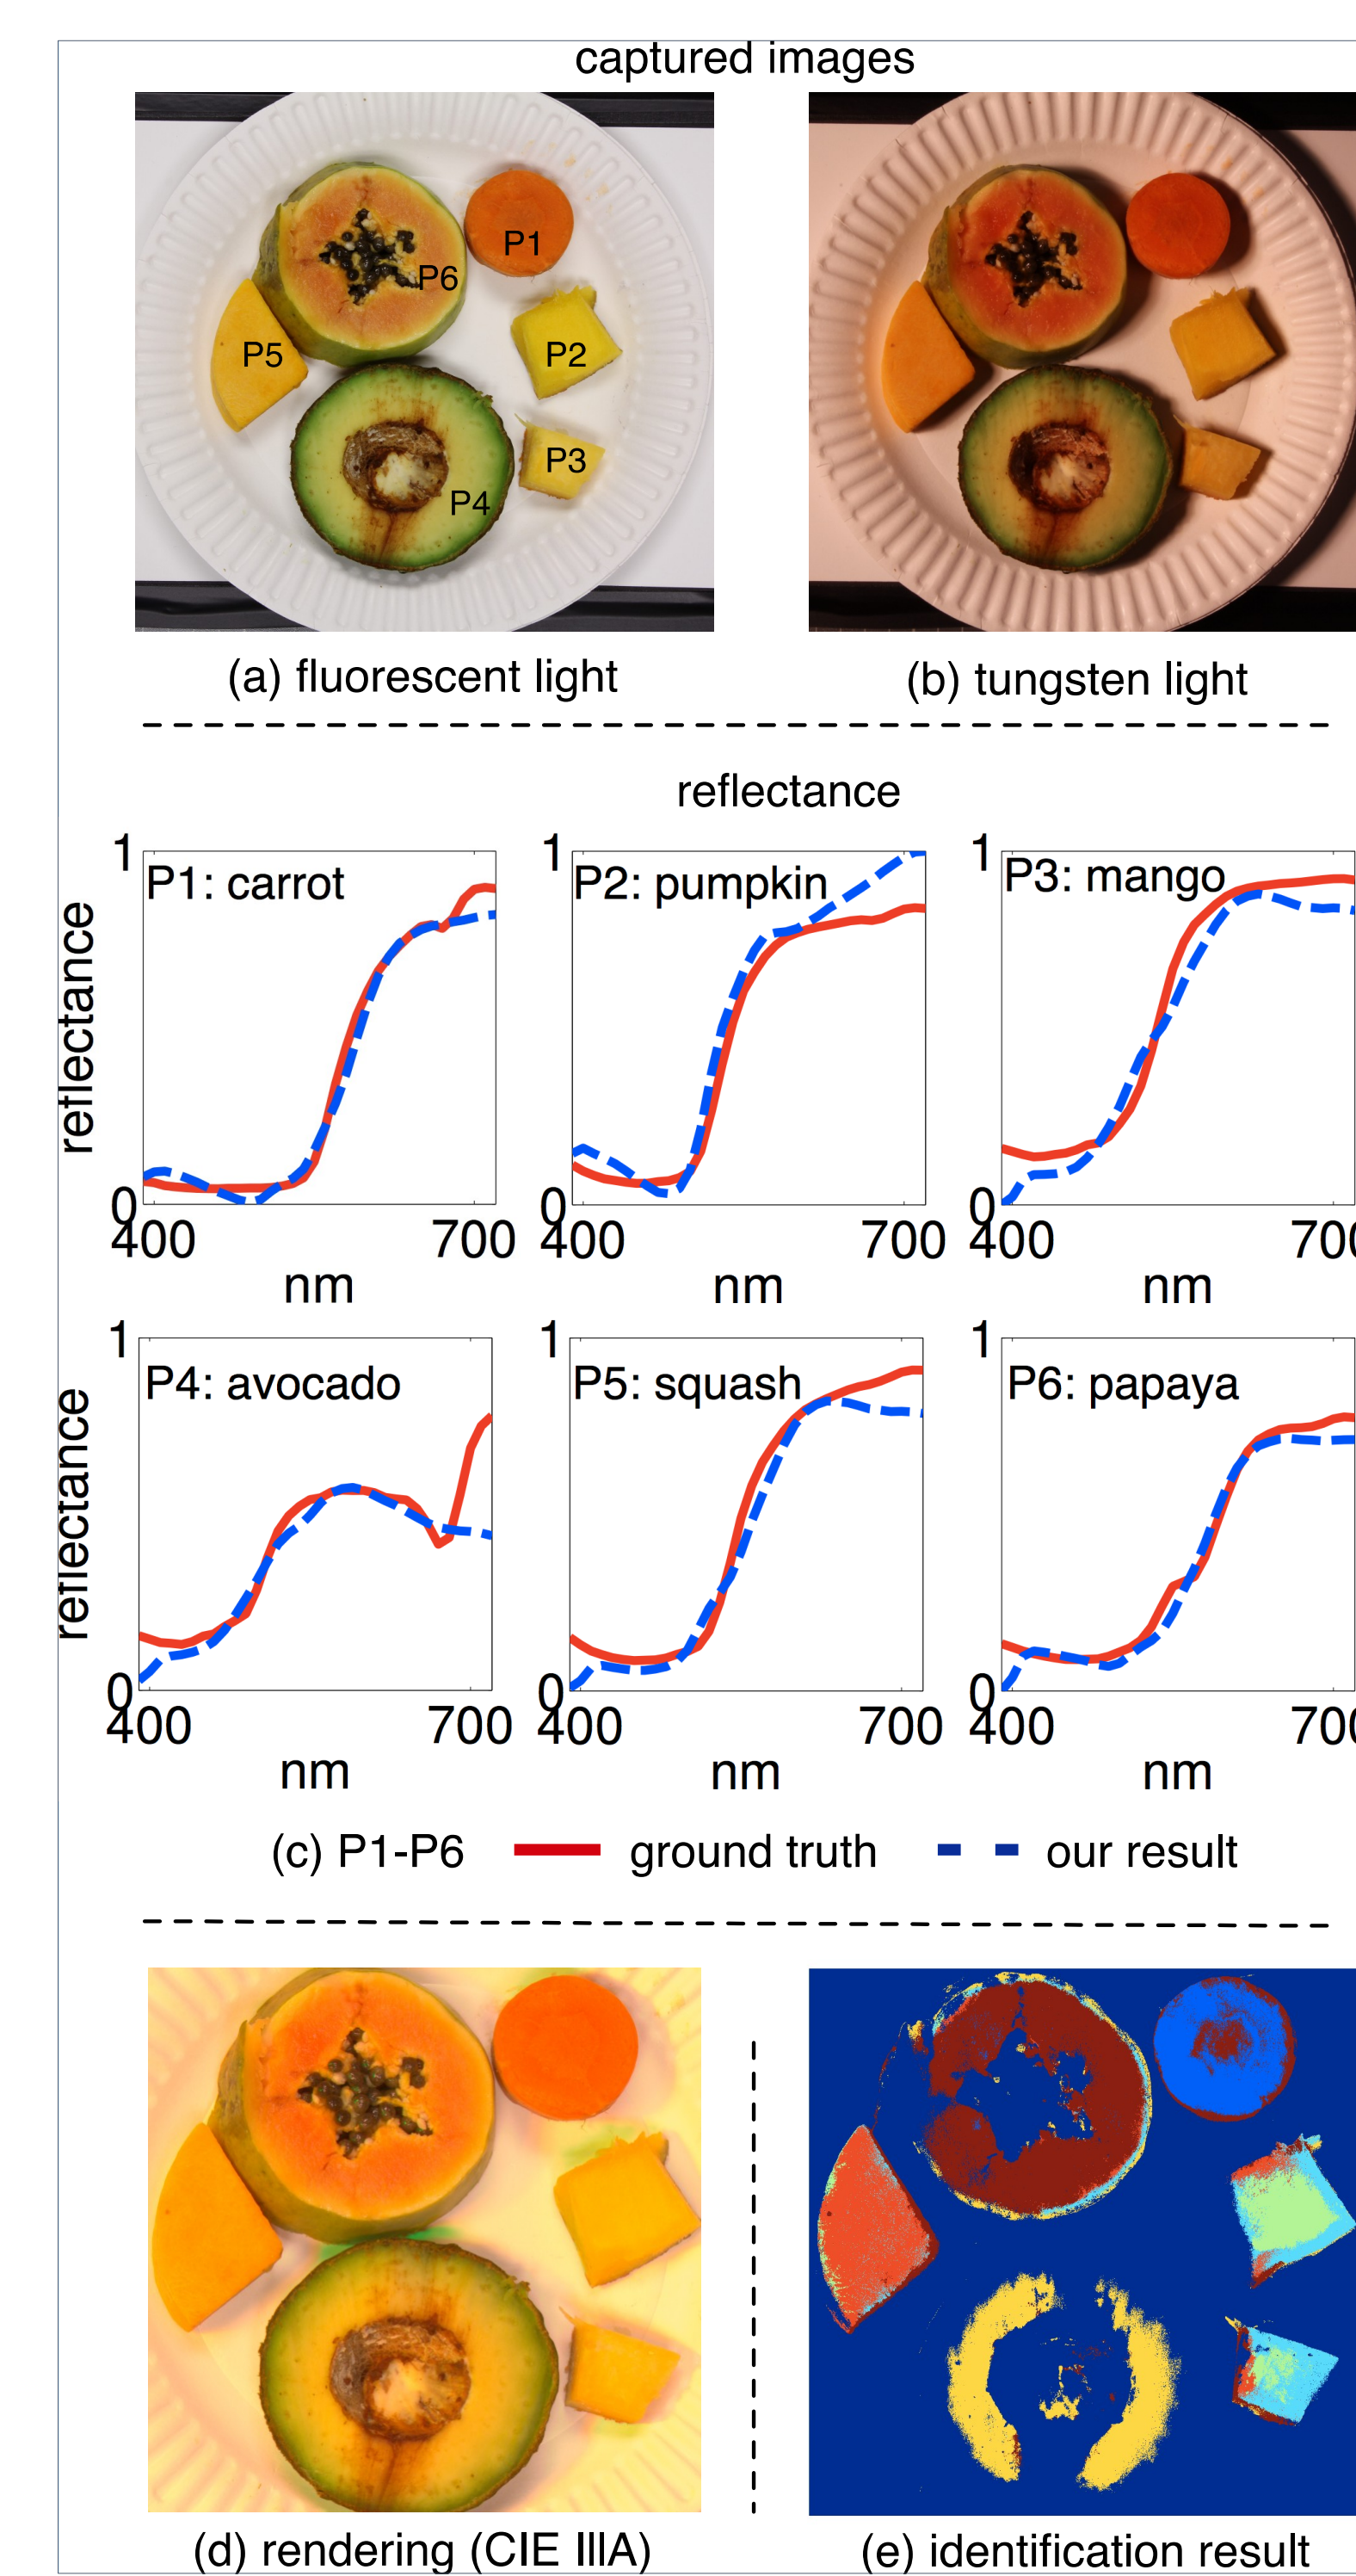 captured images
P1
P6
P5
P2
P3
P4
(a) fluorescent light
(b) tungsten light
reflectance
1
1
1
P1: carrot
P2: pumpkin
P3: mango
reflectance
0
0
0
400
700
400
700
400
700
nm
nm
nm
1
1
1
P4: avocado
P5: squash
P6: papaya
reflectance
0
0
0
400
700
400
700
400
700
nm
nm
nm
(c) P1-P6
ground truth
our result
(d) rendering (CIE IllA)
(e) identification result